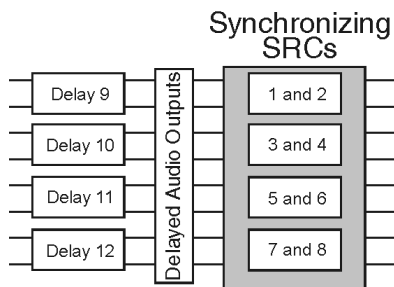 Synchronizing
SRCs
Delay 9
Delay 10
Delay 11
Delay 12
Delayed Audio Outputs
1 and 2
3 and 4
5 and 6
7 and 8